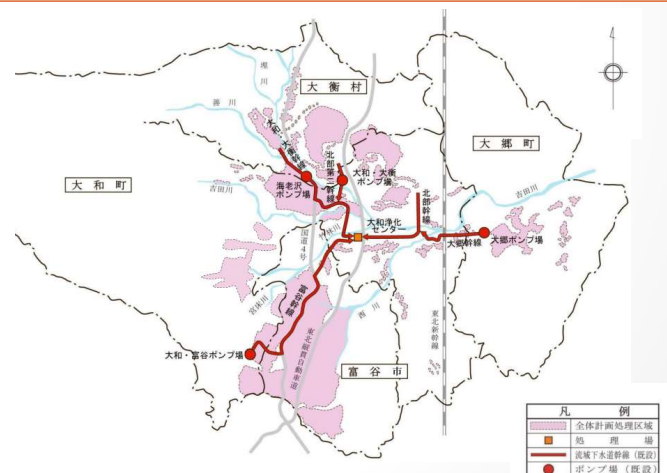 大衡村
大郷町
大和町
富谷市
善川
吉田川
大和・大衡幹線
北部第二幹線
大和・大衡
ポンプ場
海老沢
ポンプ場
北部幹線
吉田川
大和浄化
センター
大郷幹線
大郷ポンプ場
国道4号
宮床川
富谷幹線
西川
東北縦貫自動車道
東北新幹線
大和・富谷ポンプ場
凡例
全体計画処理区域
処理場
流域下水道幹線（既設）
ポンプ場（既設）